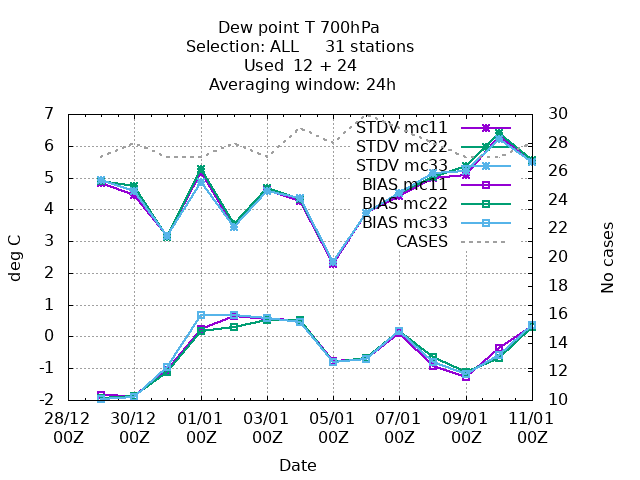 Dew point T 700hPa
Selection: ALL 31 stations
Used 12 + 24
Averaging window: 24h
7
6
5
4
3
2
1
0
-1
-2
deg C
30
28
26
24
22
20
18
16
14
12
10
No cases
STDV mc11
STDV mc22
STDV mc33
BIAS mc11
BIAS mc22
BIAS mc33
CASES
28/12 30/12 01/01 03/01 05/01 07/01 09/01 11/01
00Z 00Z 00Z 00Z 00Z 00Z 00Z 00Z
Date